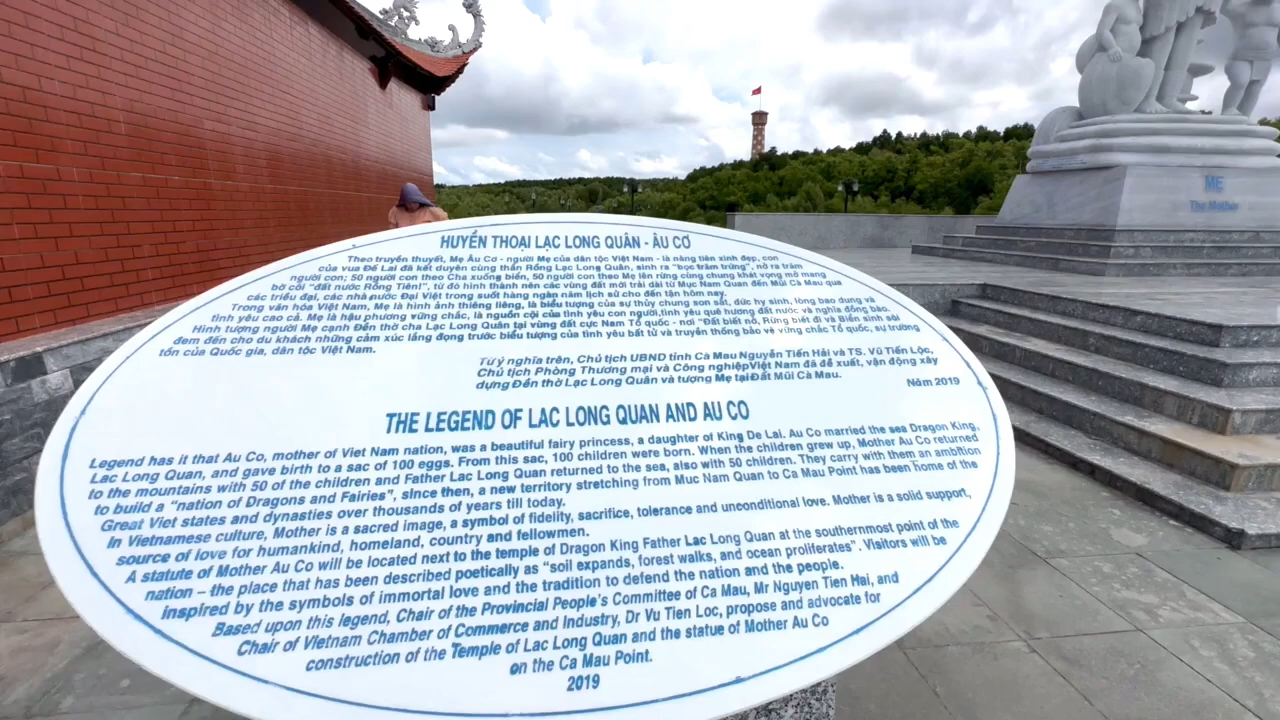 HUYỀN THOẠI LẠC LONG QUÂN - ÂU CƠ
Theo truyền thuyết, Mẹ Âu Cơ - người Mẹ của dân tộc Việt Nam - là nàng tiên xinh đẹp, con
của vua Đế Lai đã kết duyên cùng thần Rồng Lạc Long Quân, sinh ra "bọc trăm trứng", nở ra trăm
người con; 50 người con theo Cha xuống biển, 50 người con theo Mẹ lên rừng cùng chung khát vọng mở mang
bờ cõi "đất nước Rồng Tiên!", từ đó hình thành nên các vùng đất mới trải dài từ Mục Nam Quan đến Mũi Cà Mau qua
các triều đại, các nhà nước Đại Việt trong suốt hàng ngàn năm lịch sử cho đến tận hôm nay.
Trong văn hóa Việt Nam, Mẹ là hình ảnh thiêng liêng, là biểu tượng của sự thủy chung son sắt, đức hy sinh, lòng bao dung và
tình yêu cao cả. Mẹ là hậu phương vững chắc, là nguồn cội của tình yêu con người,tình yêu quê hương đất nước và nghĩa đồng bào.
Hình tượng người Mẹ cạnh Đền thờ cha Lạc Long Quân tại vùng đất cực Nam Tổ quốc - nơi "Đất biết nở, Rừng biết đi và Biển sinh sôi
đem đến cho du khách những cảm xúc lắng đọng trước biểu tượng của tình yêu bất tử và truyền thống bảo vệ vững chắc Tổ quốc, sự trường
tồn của Quốc gia, dân tộc Việt Nam.
Từ ý nghĩa trên, Chủ tịch UBND tỉnh Cà Mau Nguyễn Tiến Hải và TS. Vũ Tiến Lộc,
Chủ tịch Phòng Thương mại và Công nghiệpViệt Nam đã đề xuất, vận động xây
dựng Đền thờ Lạc Long Quân và tượng Mẹ tạiĐất Mũi Cà Mau.
Năm 2019
THE LEGEND OF LAC LONG QUAN AND AU CO
Legend has it that Au Co, mother of Viet Nam nation, was a beautiful fairy princess, a daughter of King De Lai. Au Co married the sea Dragon King,
Lac Long Quan, and gave birth to a sac of 100 eggs. From this sac, 100 children were born. When the children grew up, Mother Au Co returned
to the mountains with 50 of the children and Father Lac Long Quan returned to the sea, also with 50 children. They carry with them an ambition
to build a "nation of Dragons and Fairies", since then, a new territory stretching from Muc Nam Quan to Ca Mau Point has been home of the
Great Viet states and dynasties over thousands of years till today.
In Vietnamese culture, Mother is a sacred image, a symbol of fidelity, sacrifice, tolerance and unconditional love. Mother is a solid support,
source of love for humankind, homeland, country and fellowmen.
A statute of Mother Au Co will be located next to the temple of Dragon King Father Lac Long Quan at the southernmost point of the
nation – the place that has been described poetically as "soil expands, forest walks, and ocean proliferates". Visitors will be
inspired by the symbols of immortal love and the tradition to defend the nation and the people.
Based upon this legend, Chair of the Provincial People's Committee of Ca Mau, Mr Nguyen Tien Hai, and
Chair of Vietnam Chamber of Commerce and Industry, Dr Vu Tien Loc, propose and advocate for
construction of the Temple of Lac Long Quan and the statue of Mother Au Co
on the Ca Mau Point.
2019
MẸ
The Mother